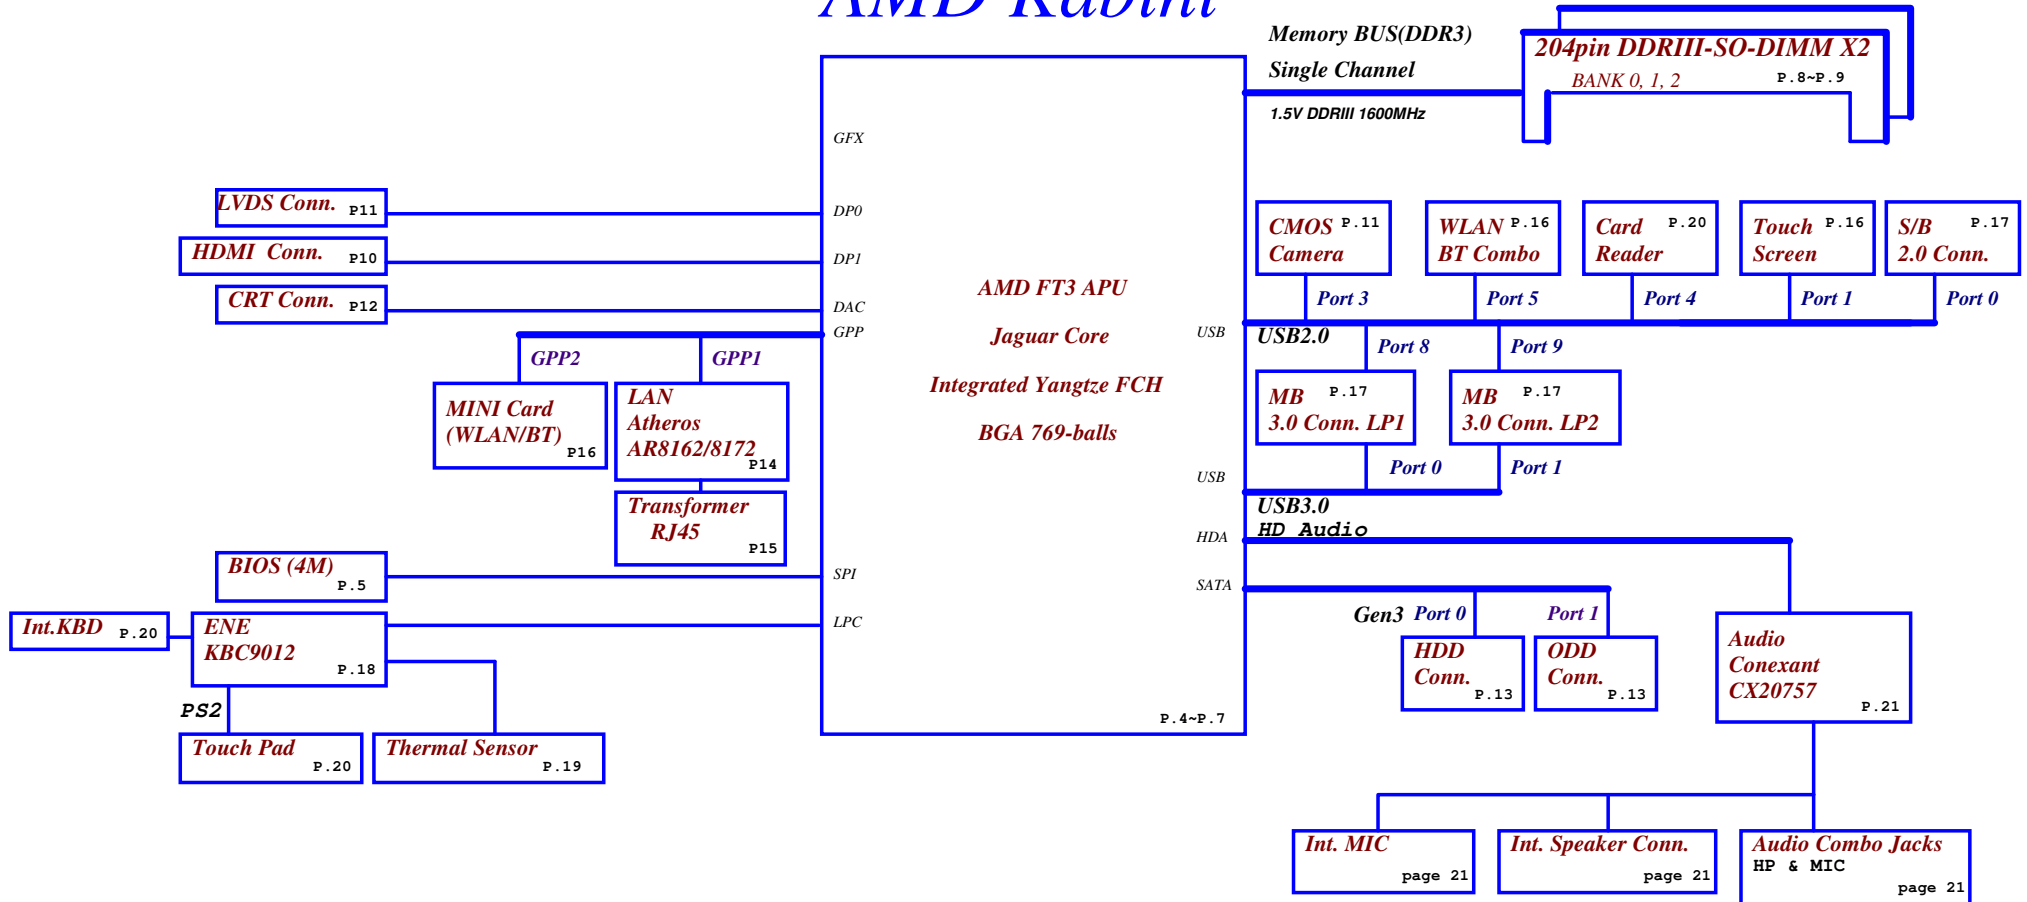 AMD Kabini
Memory BUS(DDR3)
Single Channel
1.5V DDRIII 1600MHz
204pin DDRIII-SO-DIMM X2
BANK 0, 1, 2 P.8~P.9
GFX
LVDS Conn. P11
DP0
HDMI Conn. P10
DP1
CRT Conn. P12
DAC
GPP
GPP2
GPP1
MINI Card
(WLAN/BT)
P16
LAN
Atheros
AR8162/8172
P14
Transformer
RJ45
P15
BIOS (4M)
P.5
SPI
Int.KBD P.20
ENE
KBC9012
P.18
LPC
PS2
Touch Pad
P.20
Thermal Sensor
P.19
AMD FT3 APU
Jaguar Core
Integrated Yangtze FCH
BGA 769-balls
P.4~P.7
CMOS P.11
Camera
WLAN P.16
BT Combo
Card P.20
Reader
Touch P.16
Screen
S/B P.17
2.0 Conn.
Port 3
Port 5
Port 4
Port 1
Port 0
USB
USB2.0
Port 8
Port 9
MB P.17
3.0 Conn. LP1
MB P.17
3.0 Conn. LP2
Port 0
Port 1
USB
USB3.0
HDA
HD Audio
SATA
Gen3 Port 0
Port 1
HDD
Conn.
P.13
ODD
Conn.
P.13
Audio
Conexant
CX20757
P.21
Int. MIC
page 21
Int. Speaker Conn.
page 21
Audio Combo Jacks
HP & MIC
page 21